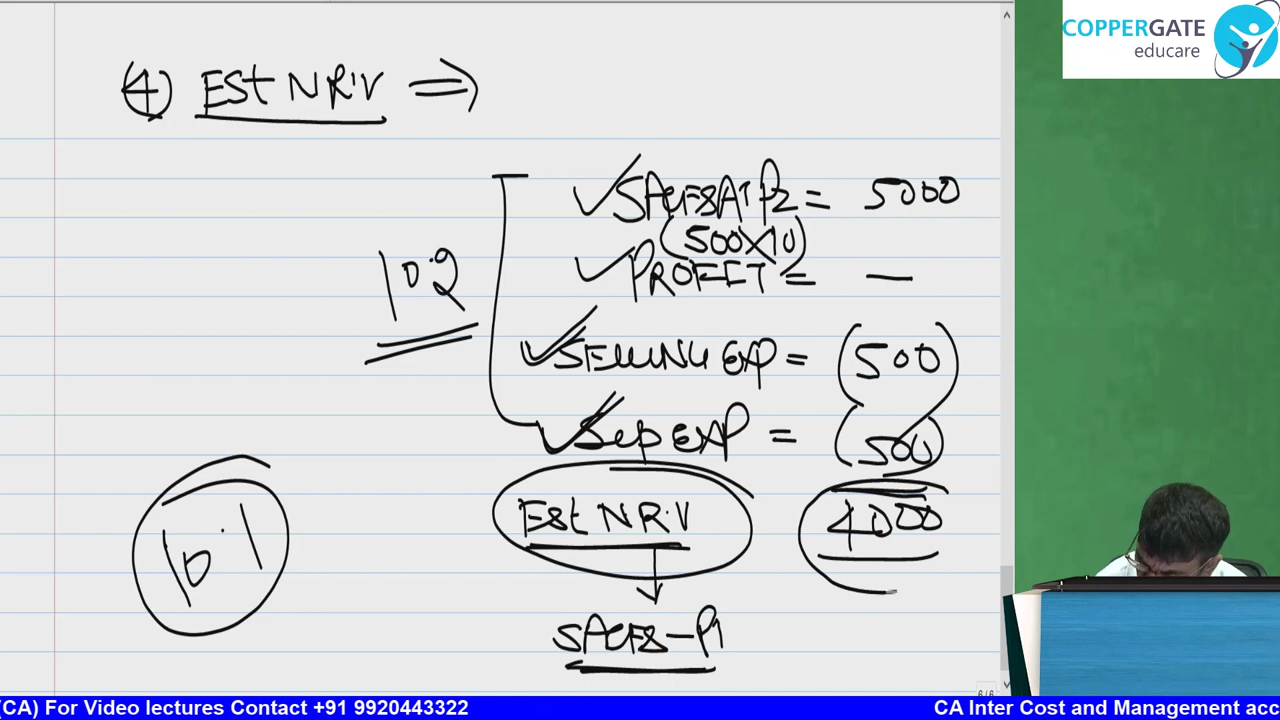 COPPERGATE
educare
(4) Est N.R.V ⇒
SALES AT P2 = 5000
(500×10)
PROFIT = —
10.2
SELLING EXP = (500)
Sep EXP = (500)
Est N.R.V 4000
10.1
SALES-P1
6/6
(CA) For Video lectures Contact +91 9920443322
CA Inter Cost and Management acc